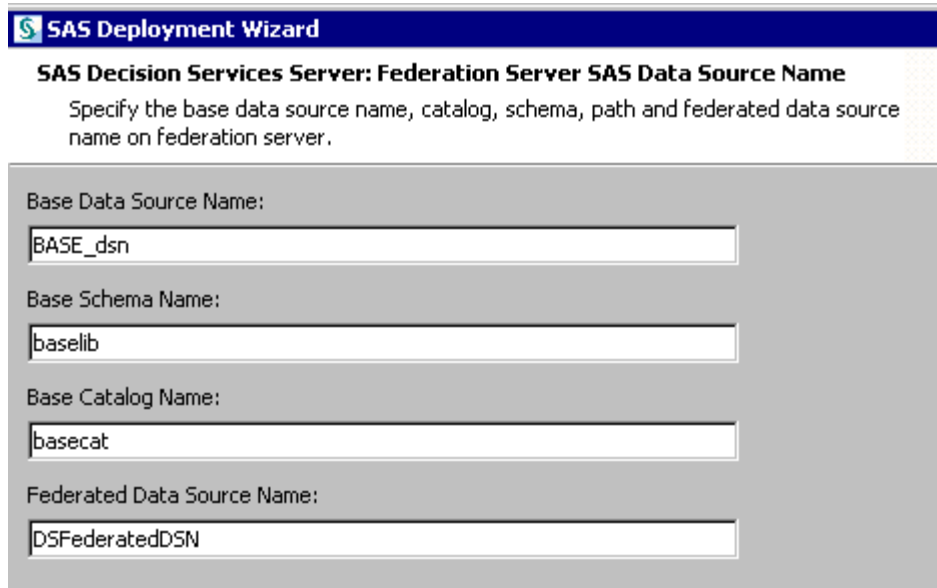 SAS Deployment Wizard
SAS Decision Services Server: Federation Server SAS Data Source Name
Specify the base data source name, catalog, schema, path and federated data source
name on federation server.
Base Data Source Name:
BASE_dsn
Base Schema Name:
baselib
Base Catalog Name:
basecat
Federated Data Source Name:
DSFederatedDSN